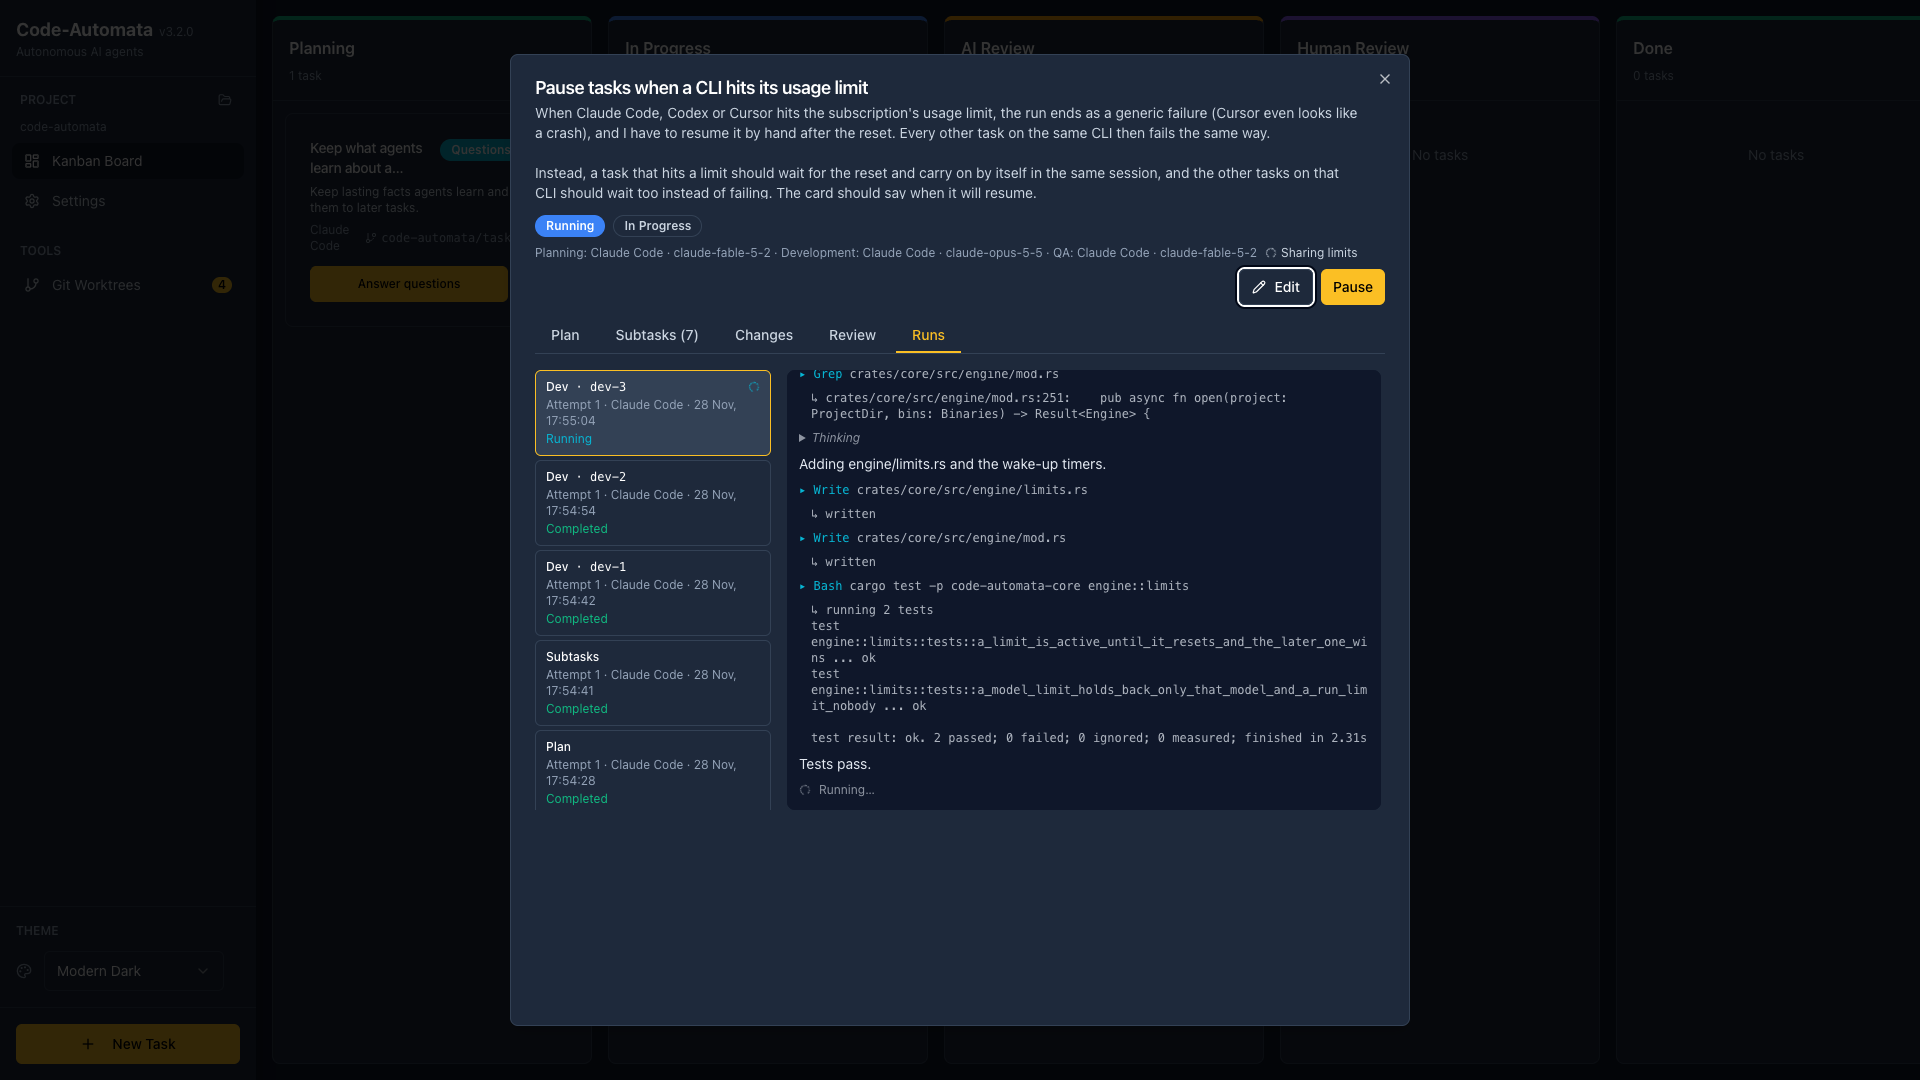 Code-Automata v3.2.0
Autonomous AI agents
PROJECT
code-automata
Kanban Board
Settings
TOOLS
Git Worktrees
4
THEME
Modern Dark
New Task
Planning
1 task
Keep what agents
learn about a...
Questions
Keep lasting facts agents learn and
them to later tasks.
Claude
Code
code-automata/task
Answer questions
In Progress
AI Review
Human Review
No tasks
Done
0 tasks
No tasks
Pause tasks when a CLI hits its usage limit
When Claude Code, Codex or Cursor hits the subscription's usage limit, the run ends as a generic failure (Cursor even looks like
a crash), and I have to resume it by hand after the reset. Every other task on the same CLI then fails the same way.
Instead, a task that hits a limit should wait for the reset and carry on by itself in the same session, and the other tasks on that
CLI should wait too instead of failing. The card should say when it will resume.
Running
In Progress
Planning: Claude Code · claude-fable-5-2 · Development: Claude Code · claude-opus-5-5 · QA: Claude Code · claude-fable-5-2 Sharing limits
Edit
Pause
Plan
Subtasks (7)
Changes
Review
Runs
Dev · dev-3
Attempt 1 · Claude Code · 28 Nov,
17:55:04
Running
Dev · dev-2
Attempt 1 · Claude Code · 28 Nov,
17:54:54
Completed
Dev · dev-1
Attempt 1 · Claude Code · 28 Nov,
17:54:42
Completed
Subtasks
Attempt 1 · Claude Code · 28 Nov,
17:54:41
Completed
Plan
Attempt 1 · Claude Code · 28 Nov,
17:54:28
Completed
▸ Grep crates/core/src/engine/mod.rs
↳ crates/core/src/engine/mod.rs:251:    pub async fn open(project:
ProjectDir, bins: Binaries) -> Result<Engine> {
▶ Thinking
Adding engine/limits.rs and the wake-up timers.
▸ Write crates/core/src/engine/limits.rs
↳ written
▸ Write crates/core/src/engine/mod.rs
↳ written
▸ Bash cargo test -p code-automata-core engine::limits
↳ running 2 tests
test
engine::limits::tests::a_limit_is_active_until_it_resets_and_the_later_one_wi
ns ... ok
test
engine::limits::tests::a_model_limit_holds_back_only_that_model_and_a_run_lim
it_nobody ... ok
test result: ok. 2 passed; 0 failed; 0 ignored; 0 measured; finished in 2.31s
Tests pass.
Running...